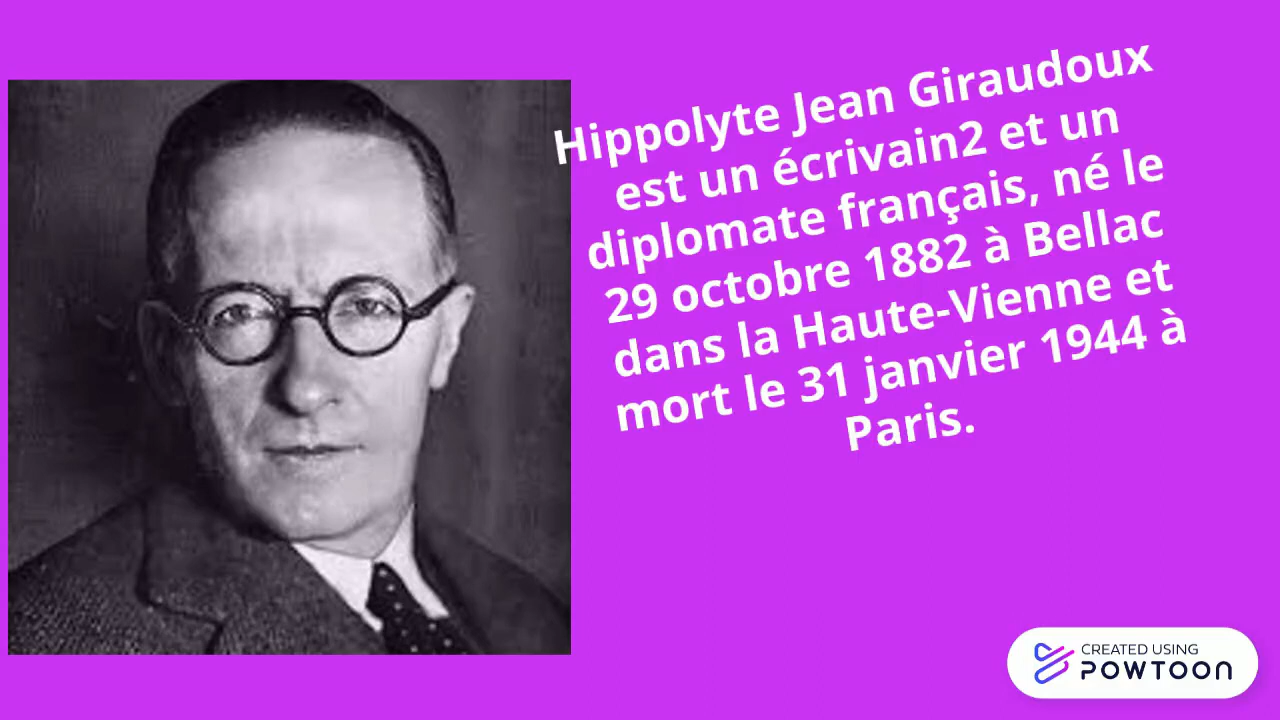 Hippolyte Jean Giraudoux
est un écrivain2 et un
diplomate français, né le
29 octobre 1882 à Bellac
dans la Haute-Vienne et
mort le 31 janvier 1944 à
Paris.
CREATED USING
POWTOON